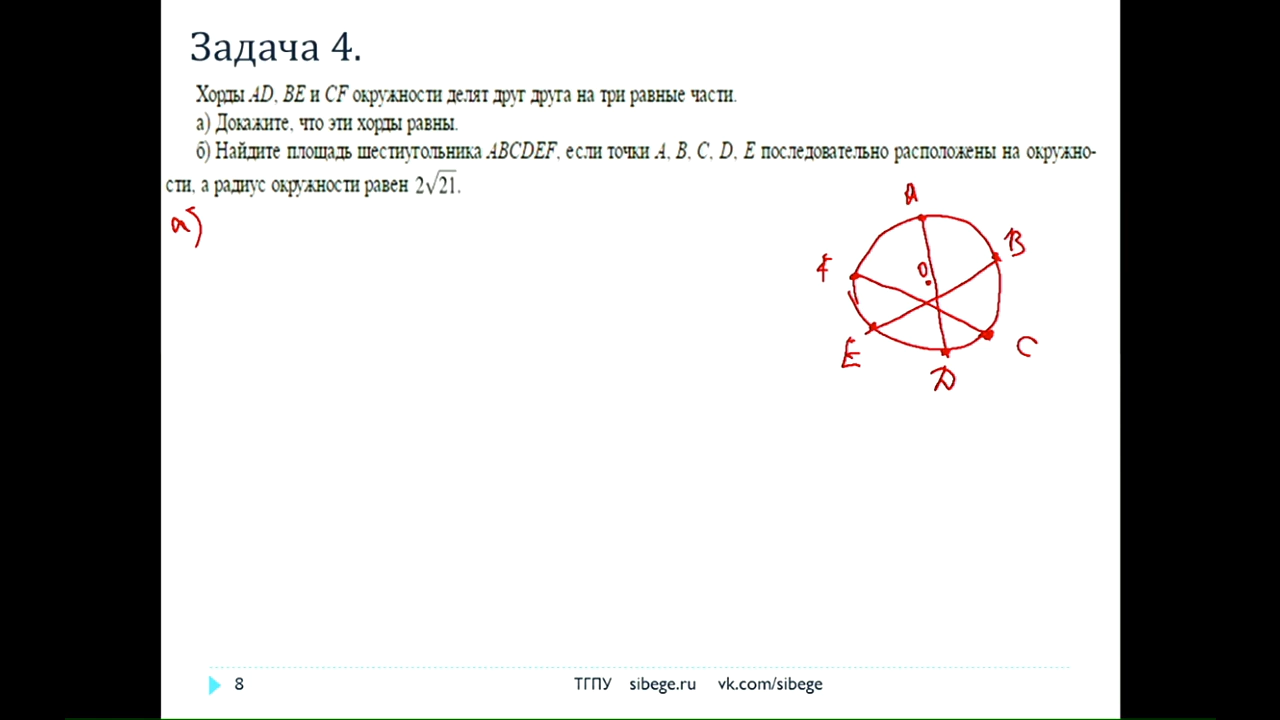 Задача 4.
Хорды AD, BE и CF окружности делят друг друга на три равные части.
а) Докажите, что эти хорды равны.
б) Найдите площадь шестиугольника ABCDEF, если точки A, B, C, D, E последовательно расположены на окружно-
сти, а радиус окружности равен 2√21.
а)
A
B
F
O
E
C
D
8 ТГПУ sibege.ru vk.com/sibege